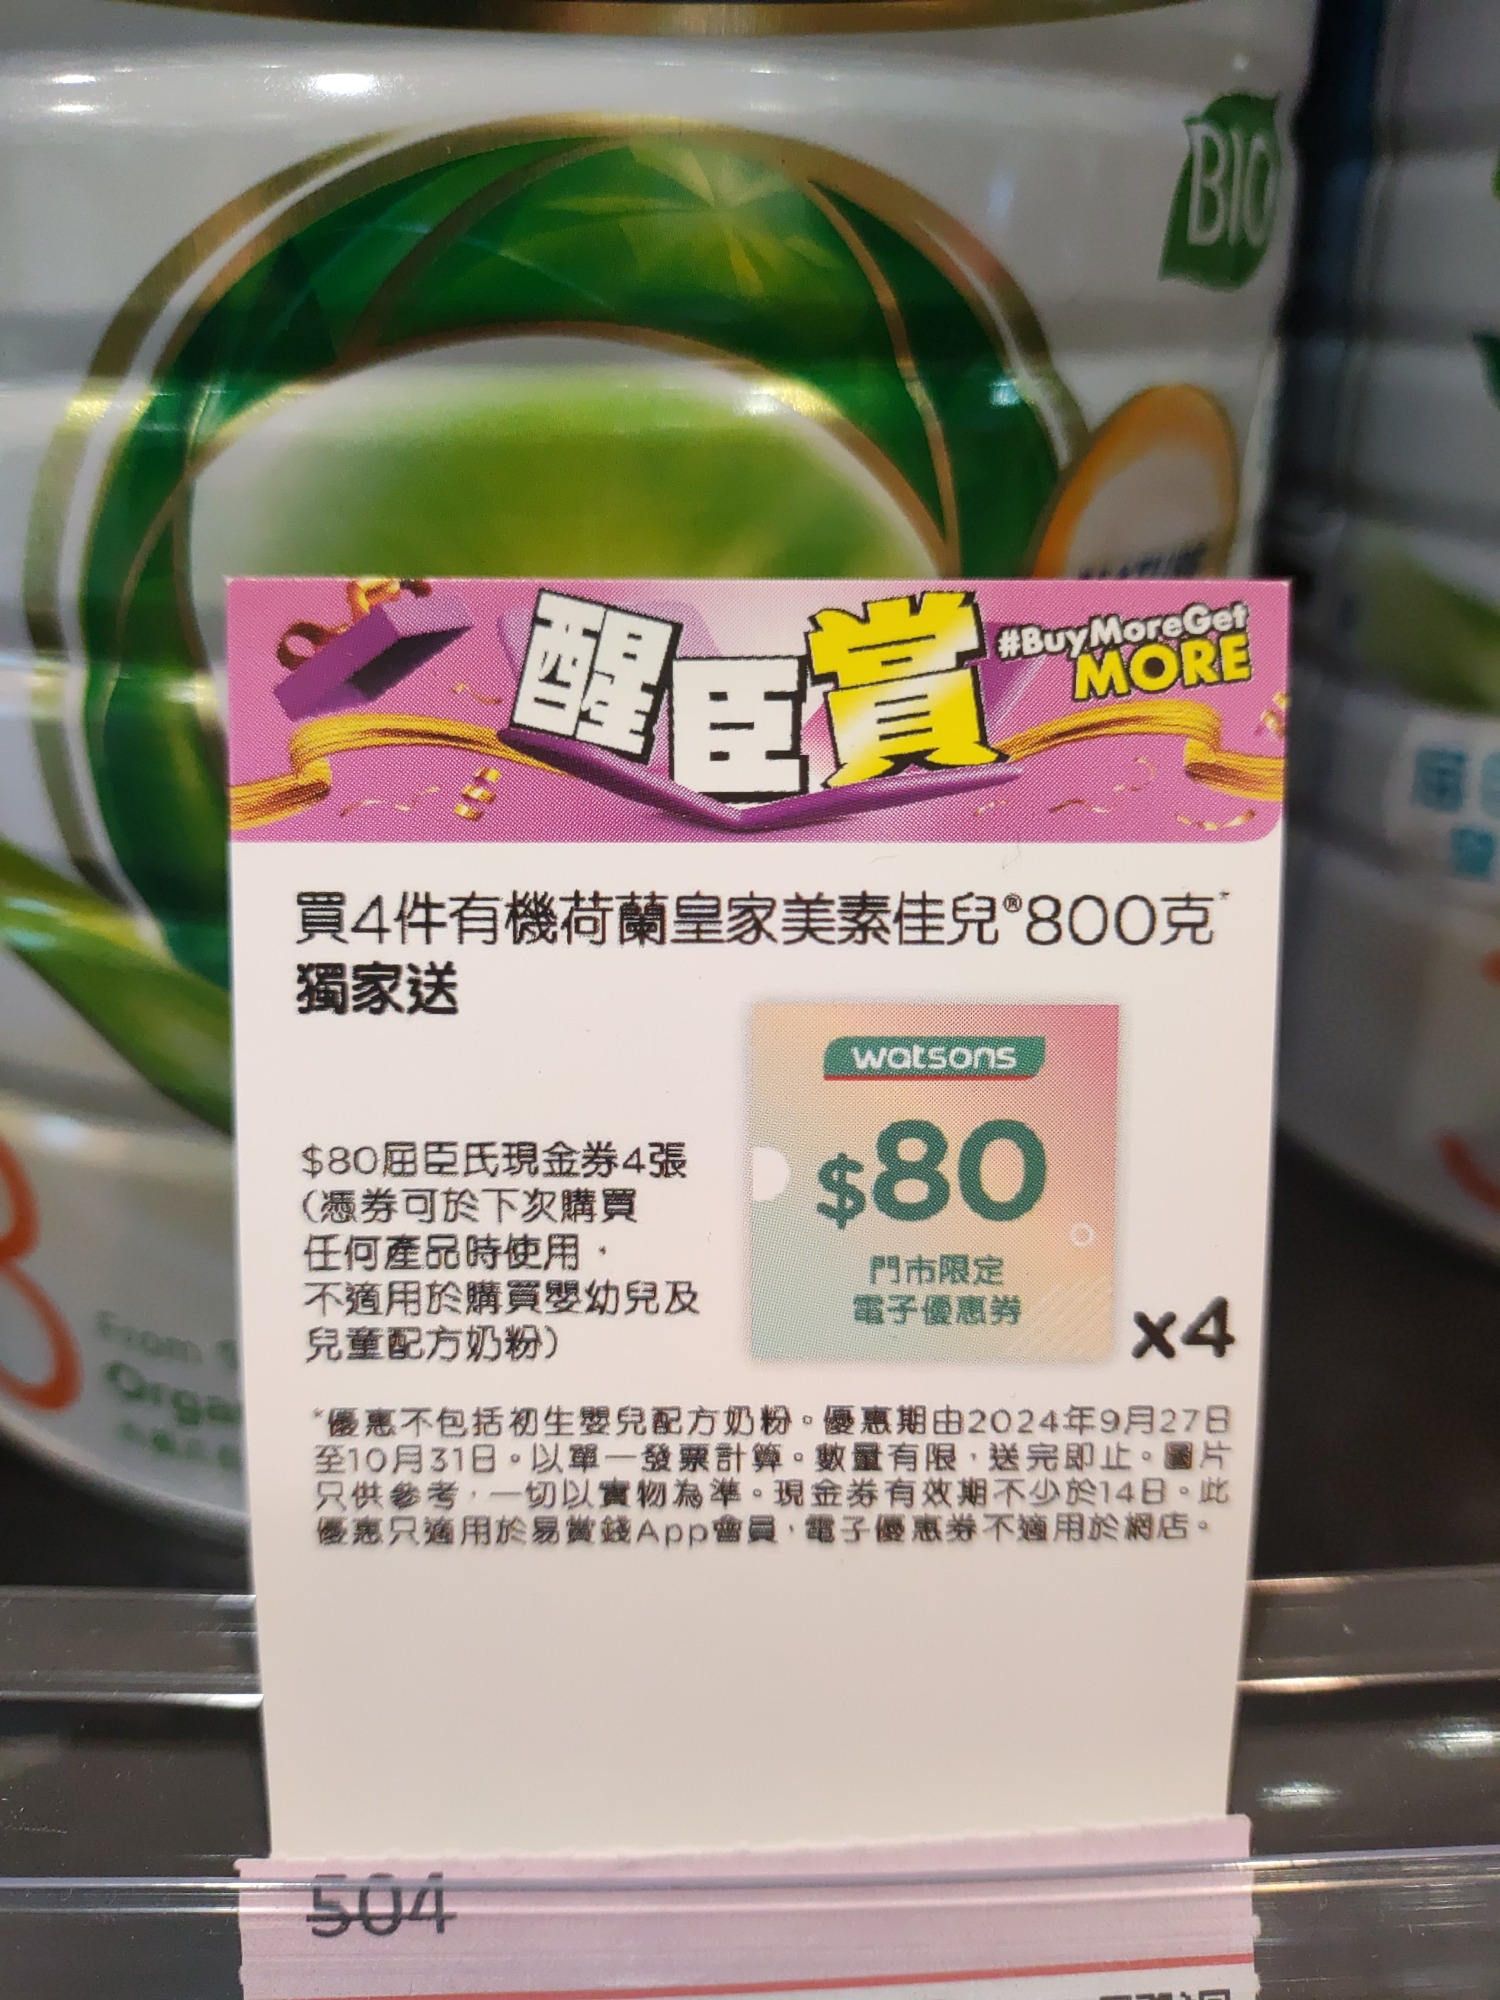 BIO
NATURE
醒臣賞
#BuyMoreGet
MORE
買4件有機荷蘭皇家美素佳兒®800克*
獨家送
watsons
$80
門市限定
電子優惠券
x4
$80屈臣氏現金券4張
(憑券可於下次購買
任何產品時使用，
不適用於購買嬰幼兒及
兒童配方奶粉)
*優惠不包括初生嬰兒配方奶粉。優惠期由2024年9月27日
至10月31日。以單一發票計算。數量有限，送完即止。圖片
只供參考，一切以實物為準。現金券有效期不少於14日。此
優惠只適用於易賞錢App會員，電子優惠券不適用於網店。
3
From
Orga
504